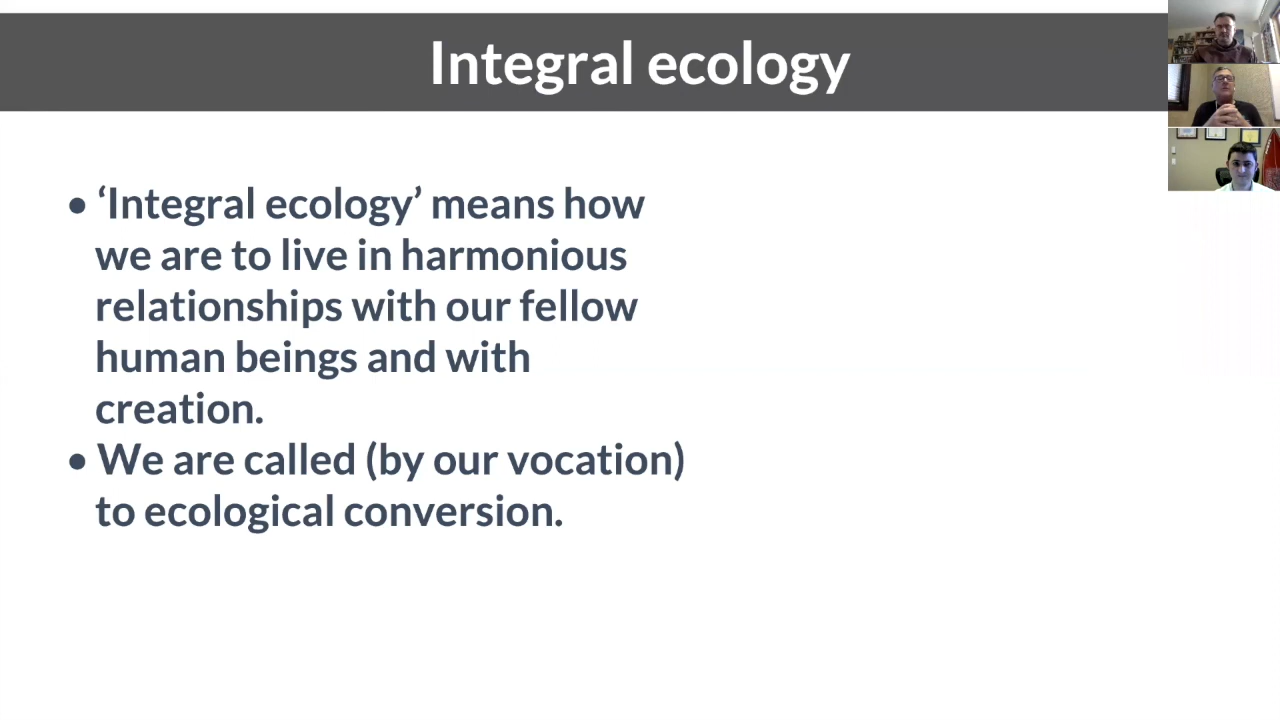 Integral ecology
• ‘Integral ecology’ means how
we are to live in harmonious
relationships with our fellow
human beings and with
creation.
• We are called (by our vocation)
to ecological conversion.